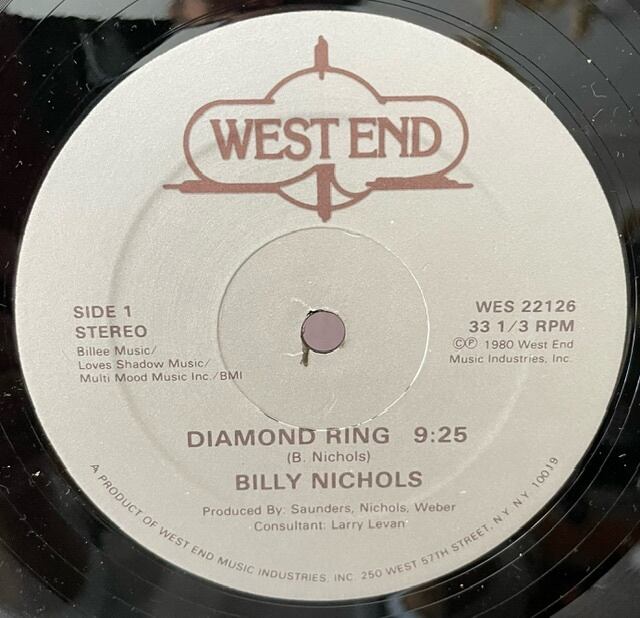 WEST END
SIDE 1
STEREO
Billee Music/
Loves Shadow Music/
Multi Mood Music Inc./BMI
WES 22126
33 1/3 RPM
©℗ 1980 West End
Music Industries, Inc.
DIAMOND RING 9:25
(B. Nichols)
BILLY NICHOLS
Produced By: Saunders, Nichols, Weber
Consultant: Larry Levan
A PRODUCT OF WEST END MUSIC INDUSTRIES, INC. 250 WEST 57TH STREET, NY NY 10019